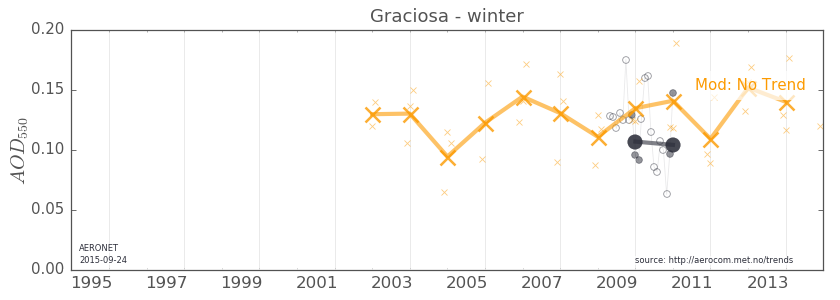 Graciosa - winter
0.20
0.15
0.10
0.05
0.00
AOD550
Mod: No Trend
AERONET
2015-09-24
source: http://aerocom.met.no/trends
1995 1997 1999 2001 2003 2005 2007 2009 2011 2013